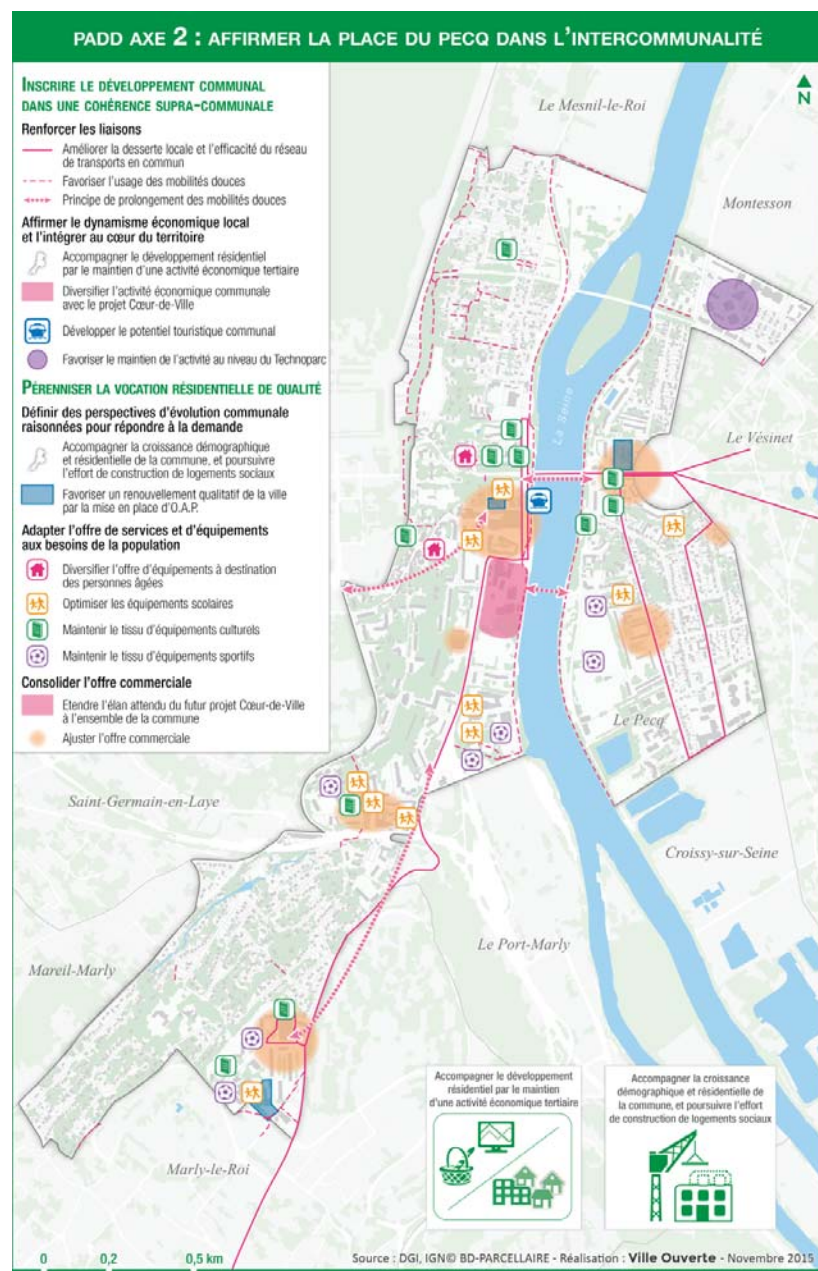 PADD AXE 2 : AFFIRMER LA PLACE DU PECQ DANS L'INTERCOMMUNALITÉ
INSCRIRE LE DÉVELOPPEMENT COMMUNAL
DANS UNE COHÉRENCE SUPRA-COMMUNALE
Renforcer les liaisons
Améliorer la desserte locale et l'efficacité du réseau
de transports en commun
Favoriser l'usage des mobilités douces
Principe de prolongement des mobilités douces
Affirmer le dynamisme économique local
et l'intégrer au cœur du territoire
Accompagner le développement résidentiel
par le maintien d'une activité économique tertiaire
Diversifier l'activité économique communale
avec le projet Cœur-de-Ville
Développer le potentiel touristique communal
Favoriser le maintien de l'activité au niveau du Technoparc
PÉRENNISER LA VOCATION RÉSIDENTIELLE DE QUALITÉ
Définir des perspectives d'évolution communale
raisonnées pour répondre à la demande
Accompagner la croissance démographique
et résidentielle de la commune, et poursuivre
l'effort de construction de logements sociaux
Favoriser un renouvellement qualitatif de la ville
par la mise en place d'O.A.P.
Adapter l'offre de services et d'équipements
aux besoins de la population
Diversifier l'offre d'équipements à destination
des personnes âgées
Optimiser les équipements scolaires
Maintenir le tissu d'équipements culturels
Maintenir le tissu d'équipements sportifs
Consolider l'offre commerciale
Etendre l'élan attendu du futur projet Cœur-de-Ville
à l'ensemble de la commune
Ajuster l'offre commerciale
N
Le Mesnil-le-Roi
Montesson
La Seine
Le Vésinet
Le Pecq
Saint-Germain-en-Laye
Croissy-sur-Seine
Le Port-Marly
Mareil-Marly
Marly-le-Roi
Accompagner le développement
résidentiel par le maintien
d'une activité économique tertiaire
Accompagner la croissance
démographique et résidentielle de
la commune, et poursuivre l'effort
de construction de logements sociaux
0 0,2 0,5 km
Source : DGI, IGN© BD-PARCELLAIRE - Réalisation : Ville Ouverte - Novembre 2015